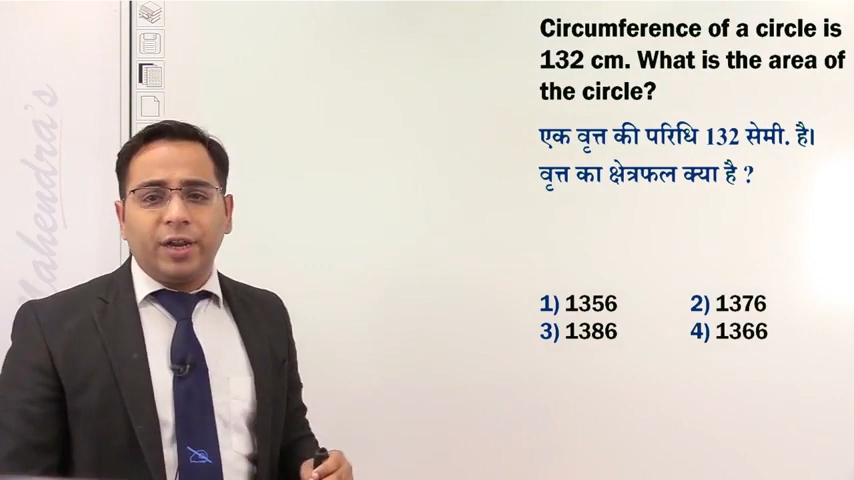 Mahendra's
Circumference of a circle is
132 cm. What is the area of
the circle?
एक वृत्त की परिधि 132 सेमी. है।
वृत्त का क्षेत्रफल क्या है ?
1) 1356 2) 1376
3) 1386 4) 1366